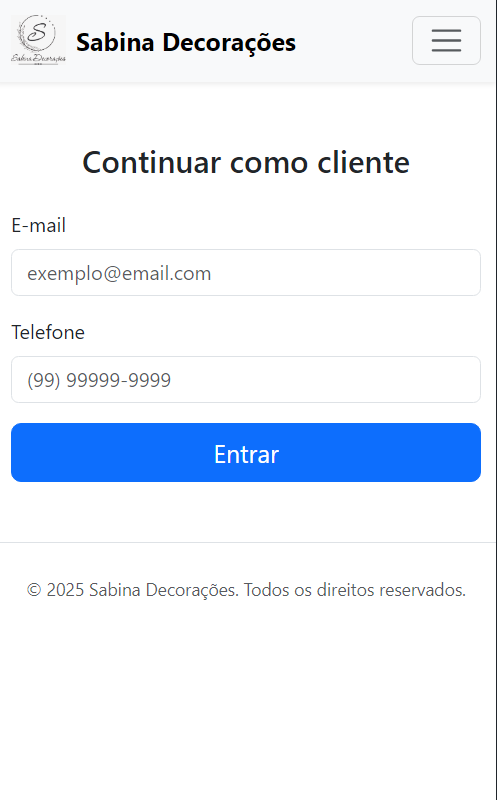 S
Sabina Decorações
Sabina Decorações
Continuar como cliente
E-mail
exemplo@email.com
Telefone
(99) 99999-9999
Entrar
© 2025 Sabina Decorações. Todos os direitos reservados.